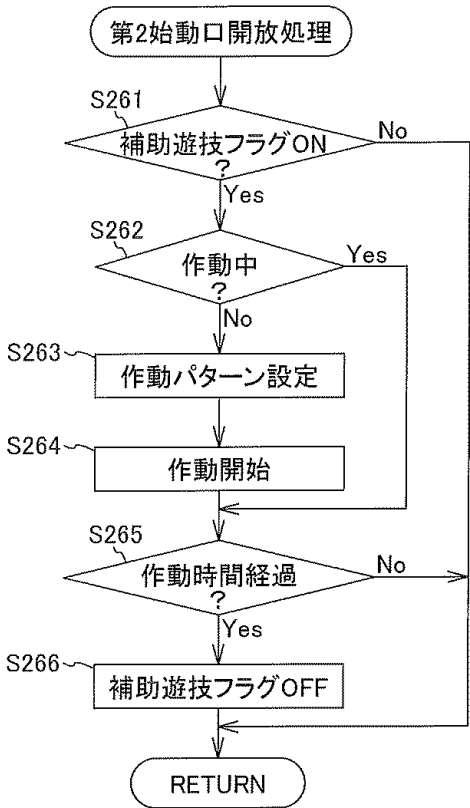 第2始動口開放処理
S261
補助遊技フラグON
?
No
Yes
S262
作動中
?
Yes
No
S263
作動パターン設定
S264
作動開始
S265
作動時間経過
?
No
Yes
S266
補助遊技フラグOFF
RETURN